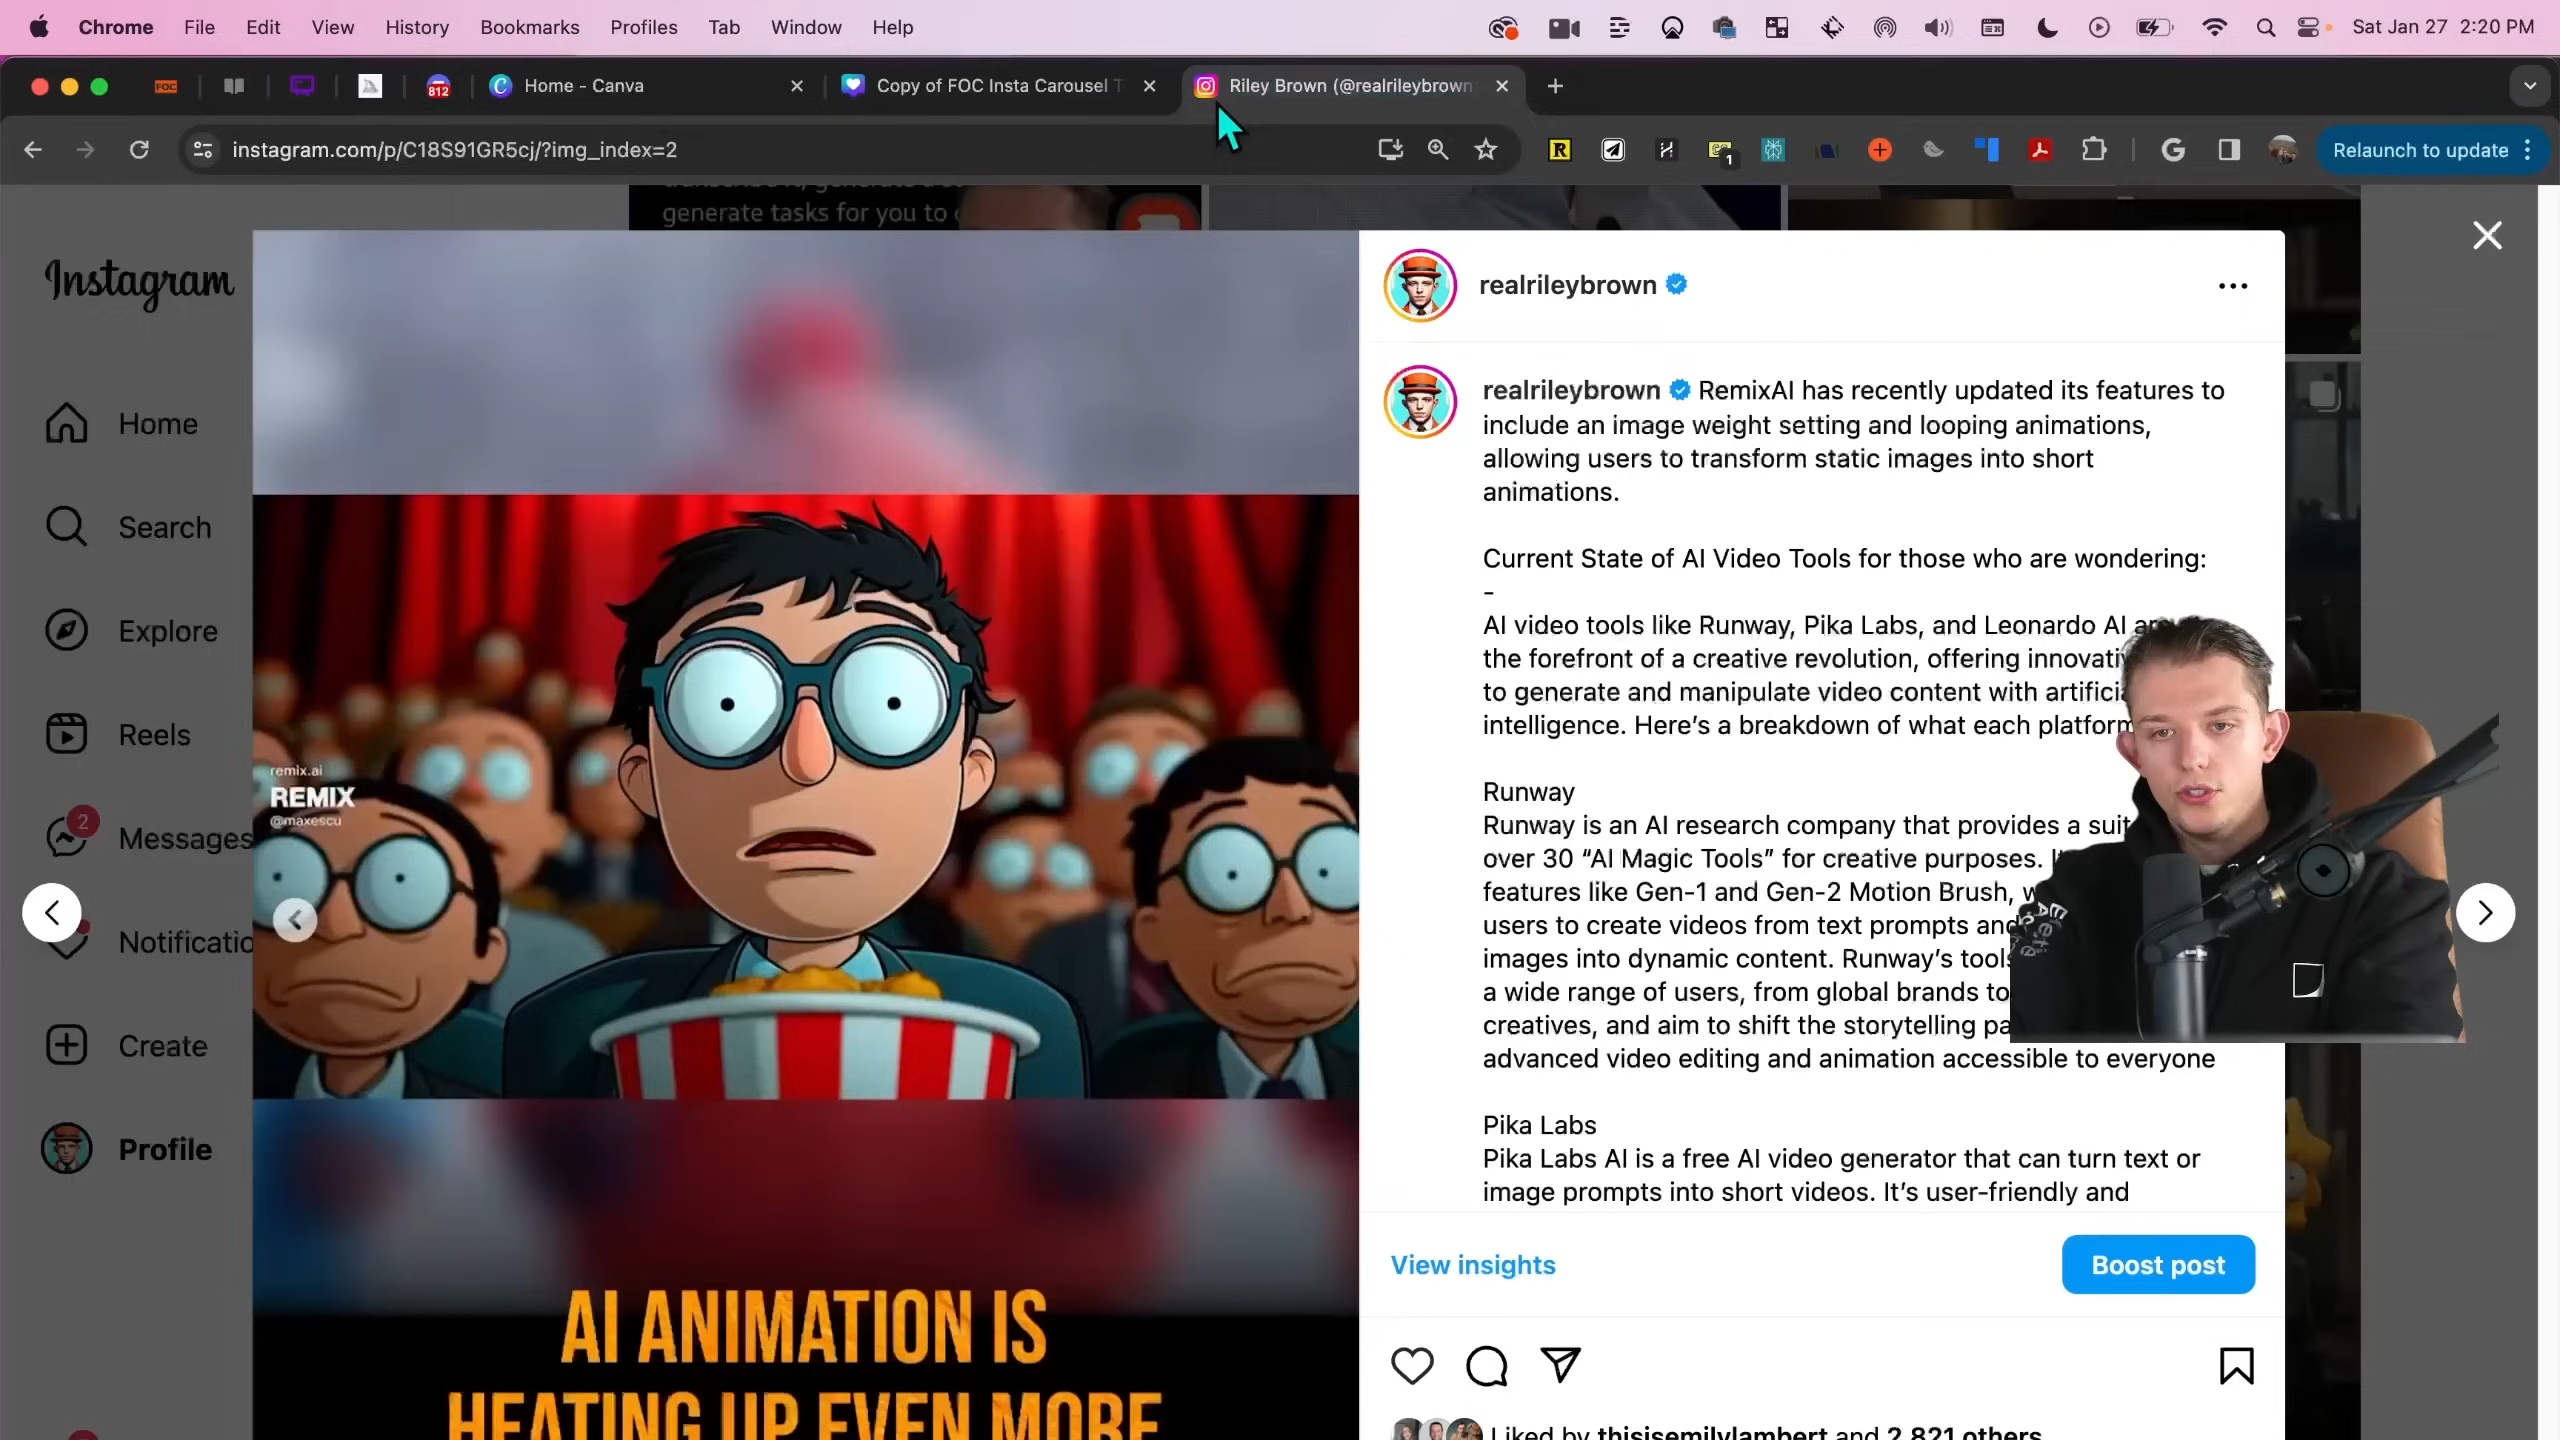 Chrome File Edit View History Bookmarks Profiles Tab Window Help Sat Jan 27 2:20 PM
FOC 812 Home - Canva Copy of FOC Insta Carousel T Riley Brown (@realrileybrown
instagram.com/p/C18S91GR5cj/?img_index=2 1 Relaunch to update
generate tasks for you to
Instagram
Home
Search
Explore
Reels
2
Messages
Notificatio
Create
Profile
remix.ai
REMIX
@maxescu
AI ANIMATION IS
HEATING UP EVEN MORE
realrileybrown
realrileybrown RemixAI has recently updated its features to
include an image weight setting and looping animations,
allowing users to transform static images into short
animations.
Current State of AI Video Tools for those who are wondering:
-
AI video tools like Runway, Pika Labs, and Leonardo AI
the forefront of a creative revolution, offering innovati
to generate and manipulate video content with artificia
intelligence. Here's a breakdown of what each platform
Runway
Runway is an AI research company that provides a suit
over 30 “AI Magic Tools” for creative purposes.
features like Gen-1 and Gen-2 Motion Brush,
users to create videos from text prompts and
images into dynamic content. Runway's tools
a wide range of users, from global brands to
creatives, and aim to shift the storytelling pa
advanced video editing and animation accessible to everyone
Pika Labs
Pika Labs AI is a free AI video generator that can turn text or
image prompts into short videos. It's user-friendly and
View insights Boost post
Liked by thisisemilylambert and 2,821 others